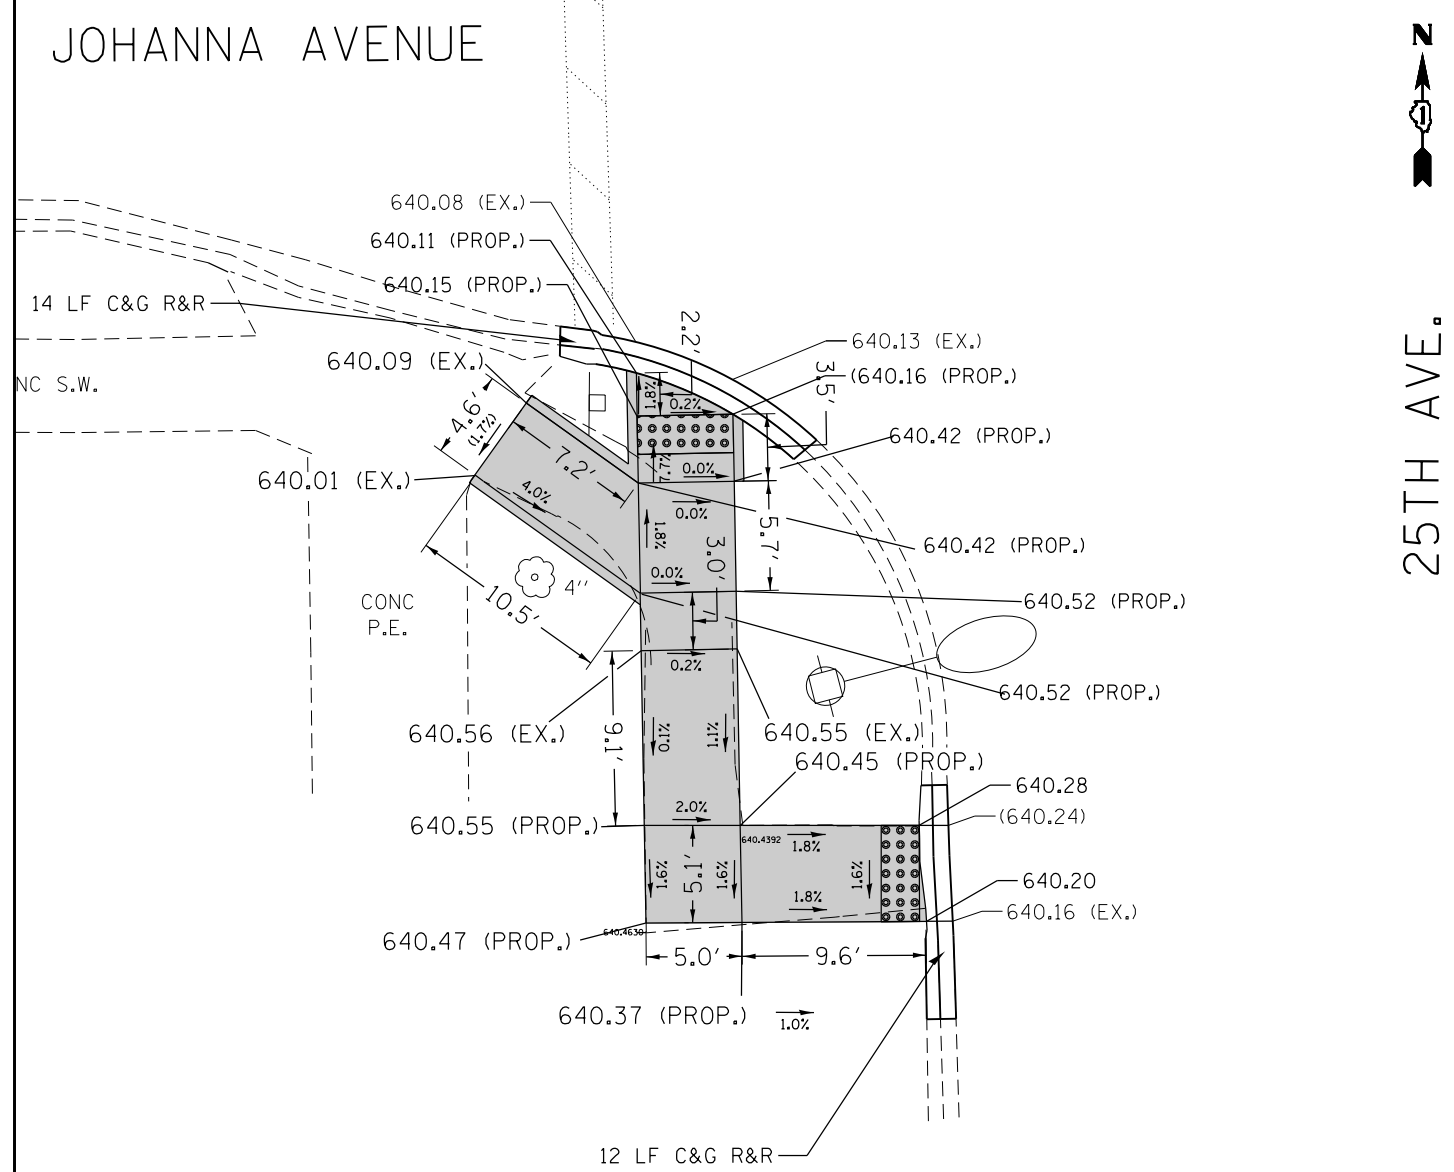 JOHANNA AVENUE
N
1
640.08 (EX.)
640.11 (PROP.)
640.15 (PROP.)
14 LF C&G R&R
2.2'
640.13 (EX.)
640.09 (EX.)
(640.16 (PROP.)
3.5'
NC S.W.
25TH AVE.
1.8%
0.2%
4.6'
(1.7%)
640.42 (PROP.)
7.2'
7.7%
0.0%
640.01 (EX.)
4.0%
0.0%
1.8%
5.7'
3.0'
640.42 (PROP.)
0.0%
4''
10.5'
CONC
P.E.
640.52 (PROP.)
0.2%
640.52 (PROP.)
640.56 (EX.)
9.1'
0.1%
1.1%
640.55 (EX.)
640.45 (PROP.)
640.28
2.0%
(640.24)
640.55 (PROP.)
640.4392
1.8%
1.6%
5.1'
1.6%
1.6%
640.20
1.8%
640.16 (EX.)
640.47 (PROP.)
640.4630
5.0'
9.6'
640.37 (PROP.)
1.0%
12 LF C&G R&R